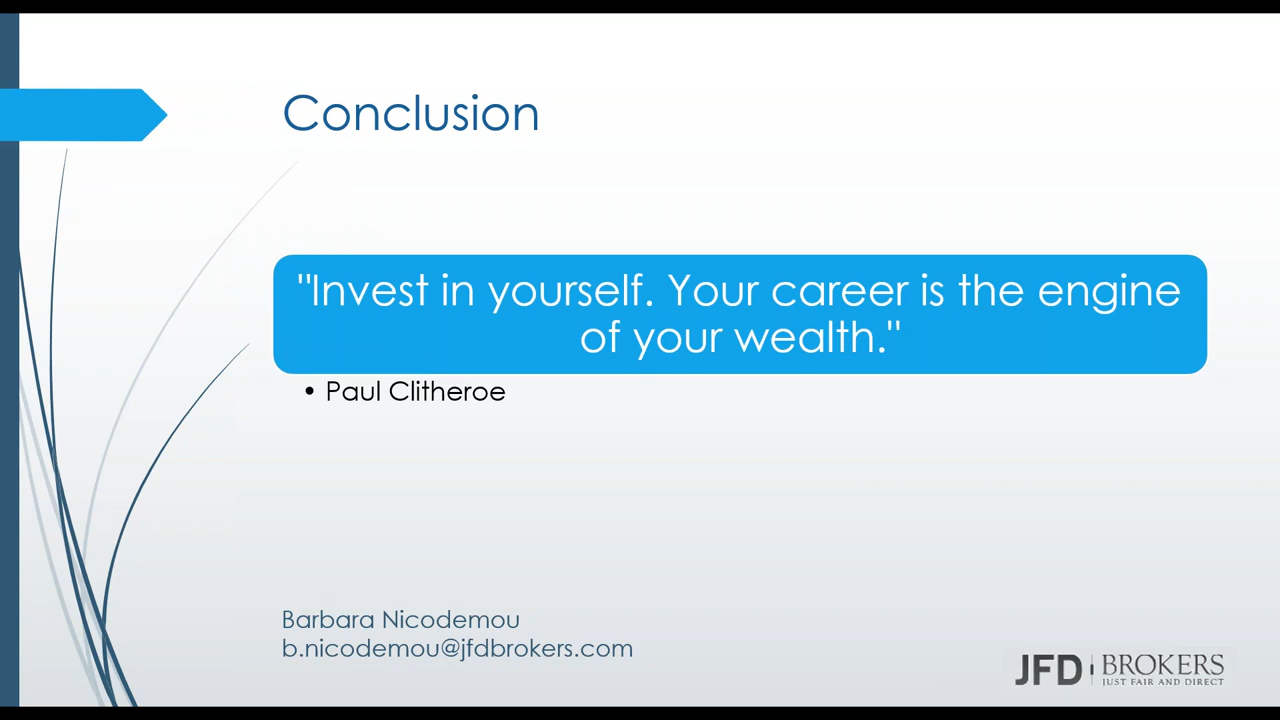 Conclusion
"Invest in yourself. Your career is the engine
of your wealth."
• Paul Clitheroe
Barbara Nicodemou
b.nicodemou@jfdbrokers.com
JFD BROKERS
JUST FAIR AND DIRECT